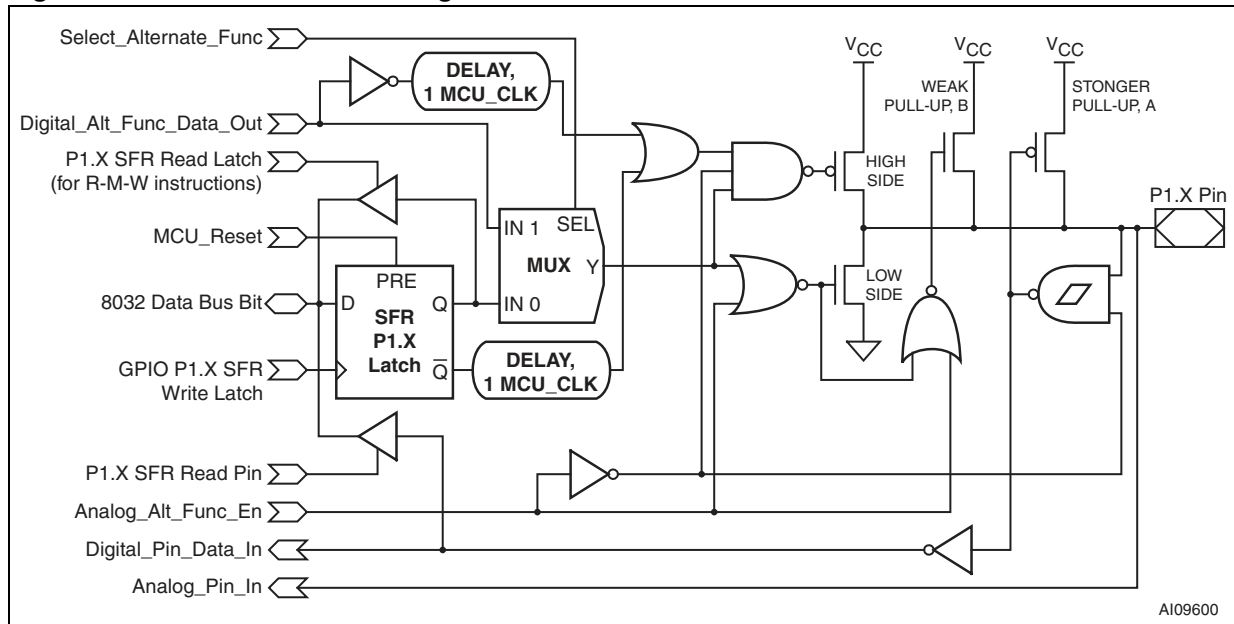 Select_Alternate_Func
DELAY,
1 MCU_CLK
Digital_Alt_Func_Data_Out
P1.X SFR Read Latch
(for R-M-W instructions)
MCU_Reset
8032 Data Bus Bit
GPIO P1.X SFR
Write Latch
P1.X SFR Read Pin
Analog_Alt_Func_En
Digital_Pin_Data_In
Analog_Pin_In
PRE
D
Q
SFR
P1.X
Latch
Q
DELAY,
1 MCU_CLK
IN 1
SEL
MUX
Y
IN 0
VCC
HIGH
SIDE
LOW
SIDE
VCC
WEAK
PULL-UP, B
VCC
STONGER
PULL-UP, A
P1.X Pin
AI09600